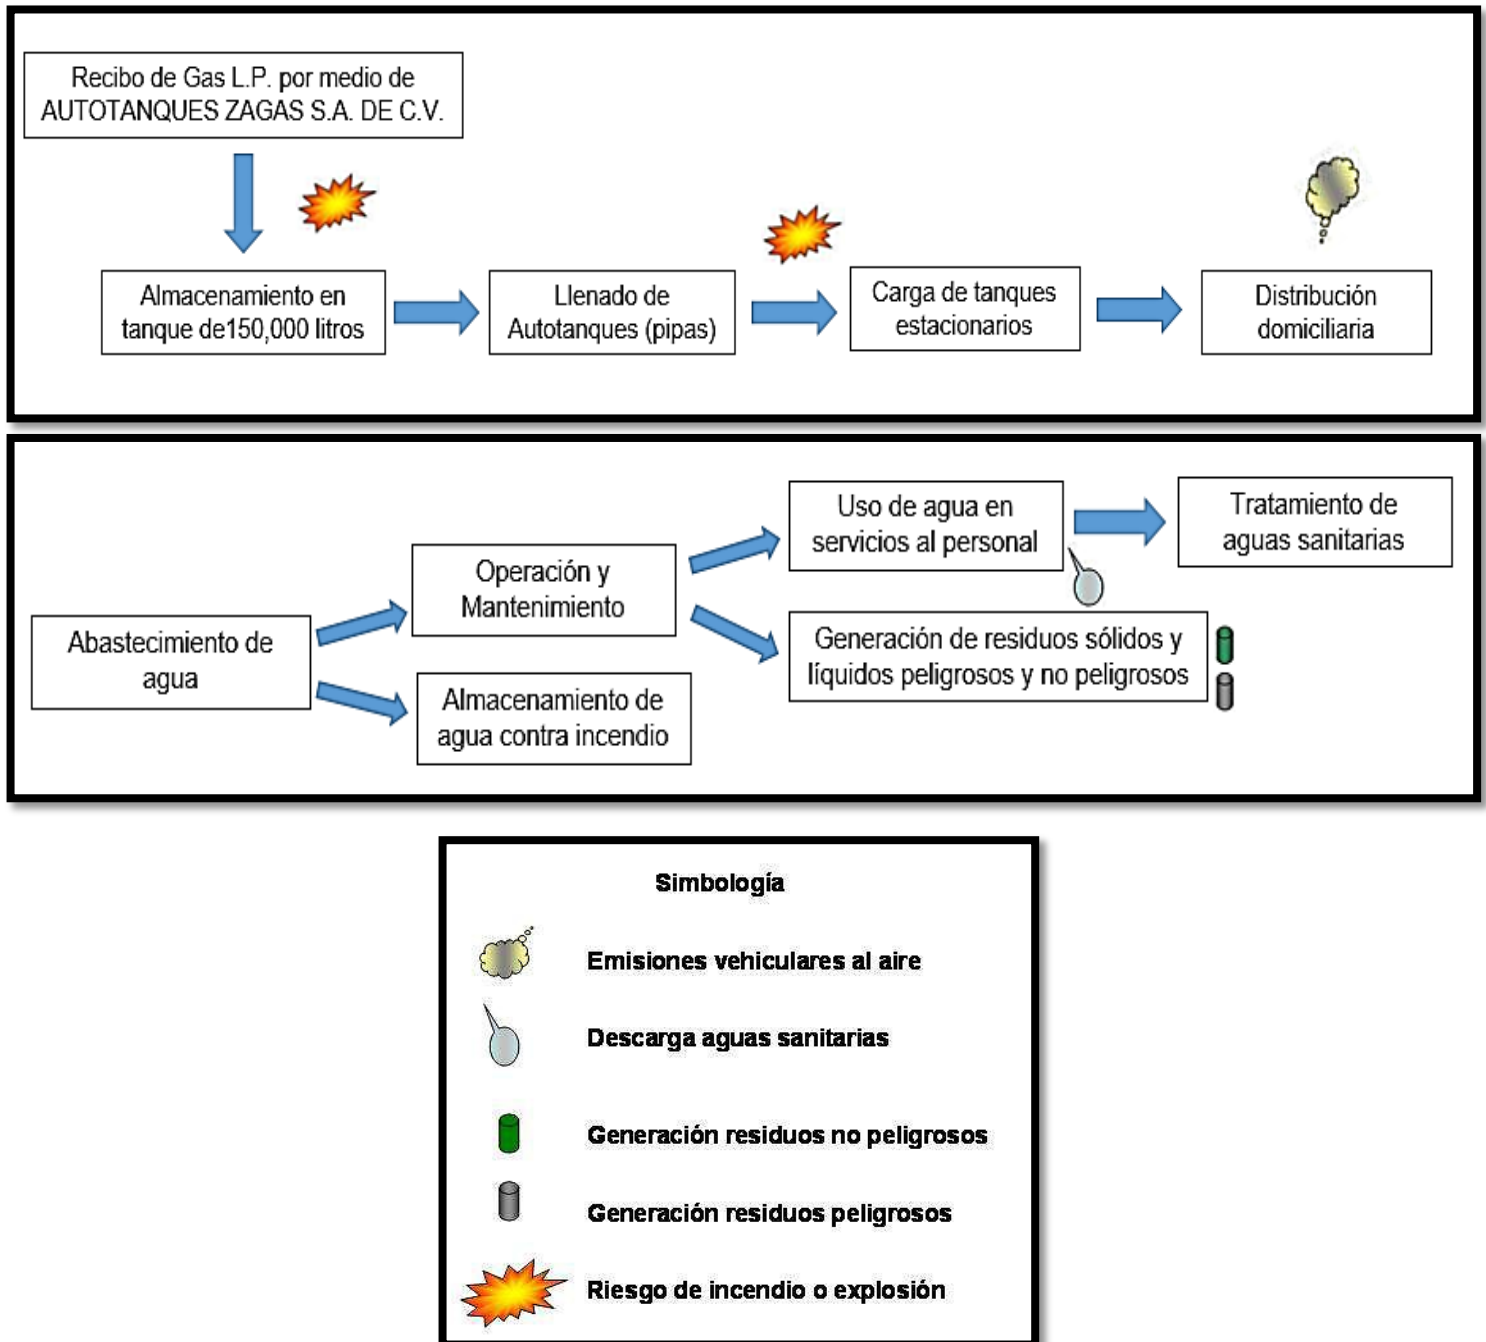 Recibo de Gas L.P. por medio de
AUTOTANQUES ZAGAS S.A. DE C.V.
Almacenamiento en
tanque de150,000 litros
Llenado de
Autotanques (pipas)
Carga de tanques
estacionarios
Distribución
domiciliaria
Abastecimiento de
agua
Operación y
Mantenimiento
Almacenamiento de
agua contra incendio
Uso de agua en
servicios al personal
Generación de residuos sólidos y
líquidos peligrosos y no peligrosos
Tratamiento de
aguas sanitarias
Simbología
Emisiones vehiculares al aire
Descarga aguas sanitarias
Generación residuos no peligrosos
Generación residuos peligrosos
Riesgo de incendio o explosión